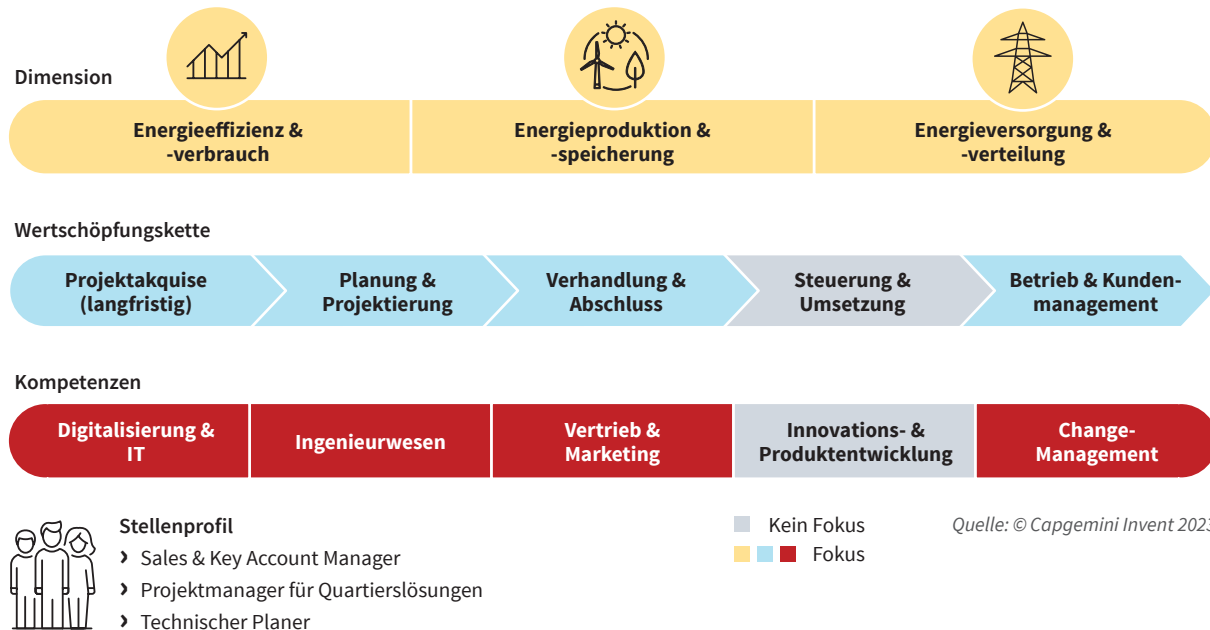 Dimension
Energieeffizienz &
-verbrauch
Energieproduktion &
-speicherung
Energieversorgung &
-verteilung
Wertschöpfungskette
Projektakquise
(langfristig)
Planung &
Projektierung
Verhandlung &
Abschluss
Steuerung &
Umsetzung
Betrieb & Kunden-
management
Kompetenzen
Digitalisierung &
IT
Ingenieurwesen
Vertrieb &
Marketing
Innovations- &
Produktentwicklung
Change-
Management
Stellenprofil
› Sales & Key Account Manager
› Projektmanager für Quartierslösungen
› Technischer Planer
Kein Fokus
Fokus
Quelle: © Capgemini Invent 2023